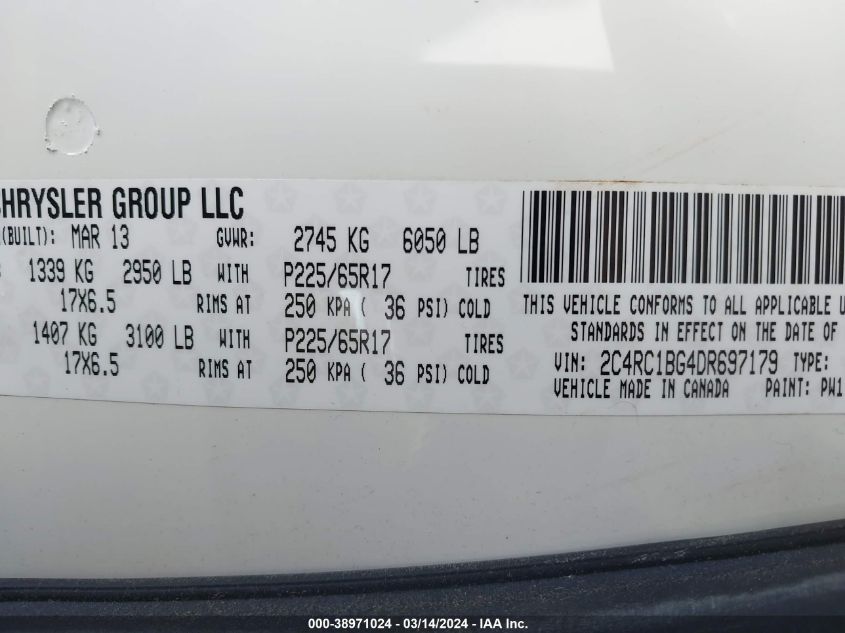 CHRYSLER GROUP LLC
(BUILT): MAR 13 GVWR: 2745 KG 6050 LB
1339 KG 2950 LB WITH P225/65R17 TIRES
17X6.5 RIMS AT 250 KPA ( 36 PSI) COLD
1407 KG 3100 LB WITH P225/65R17 TIRES
17X6.5 RIMS AT 250 KPA ( 36 PSI) COLD
THIS VEHICLE CONFORMS TO ALL APPLICABLE U
STANDARDS IN EFFECT ON THE DATE OF
VIN: 2C4RC1BG4DR697179 TYPE:
VEHICLE MADE IN CANADA PAINT: PW1
000-38971024 - 03/14/2024 - IAA Inc.